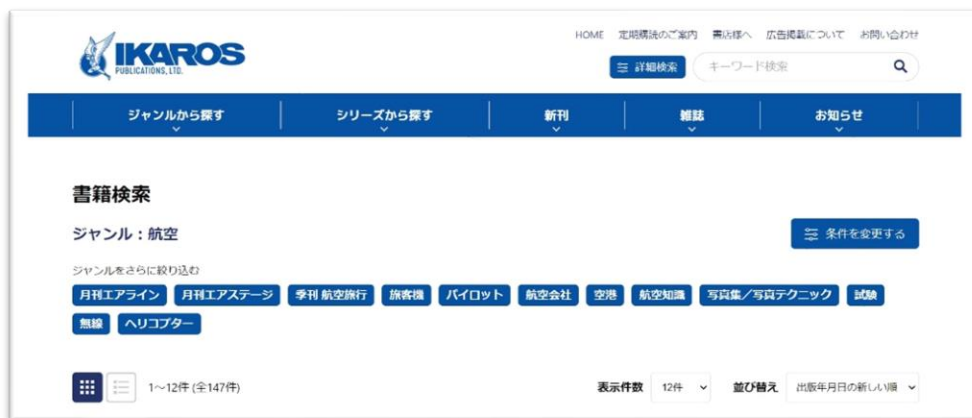 IKAROS
PUBLICATIONS, LTD.
HOME 定期購読のご案内 書店様へ 広告掲載について お問い合わせ
詳細検索 キーワード検索
ジャンルから探す シリーズから探す 新刊 雑誌 お知らせ
書籍検索
ジャンル：航空
条件を変更する
ジャンルをさらに絞り込む
月刊エアライン 月刊エアステージ 季刊 航空旅行 旅客機 パイロット 航空会社 空港 航空知識 写真集／写真テクニック 試験
無線 ヘリコプター
1～12件 (全147件) 表示件数 12件 並び替え 出版年月日の新しい順